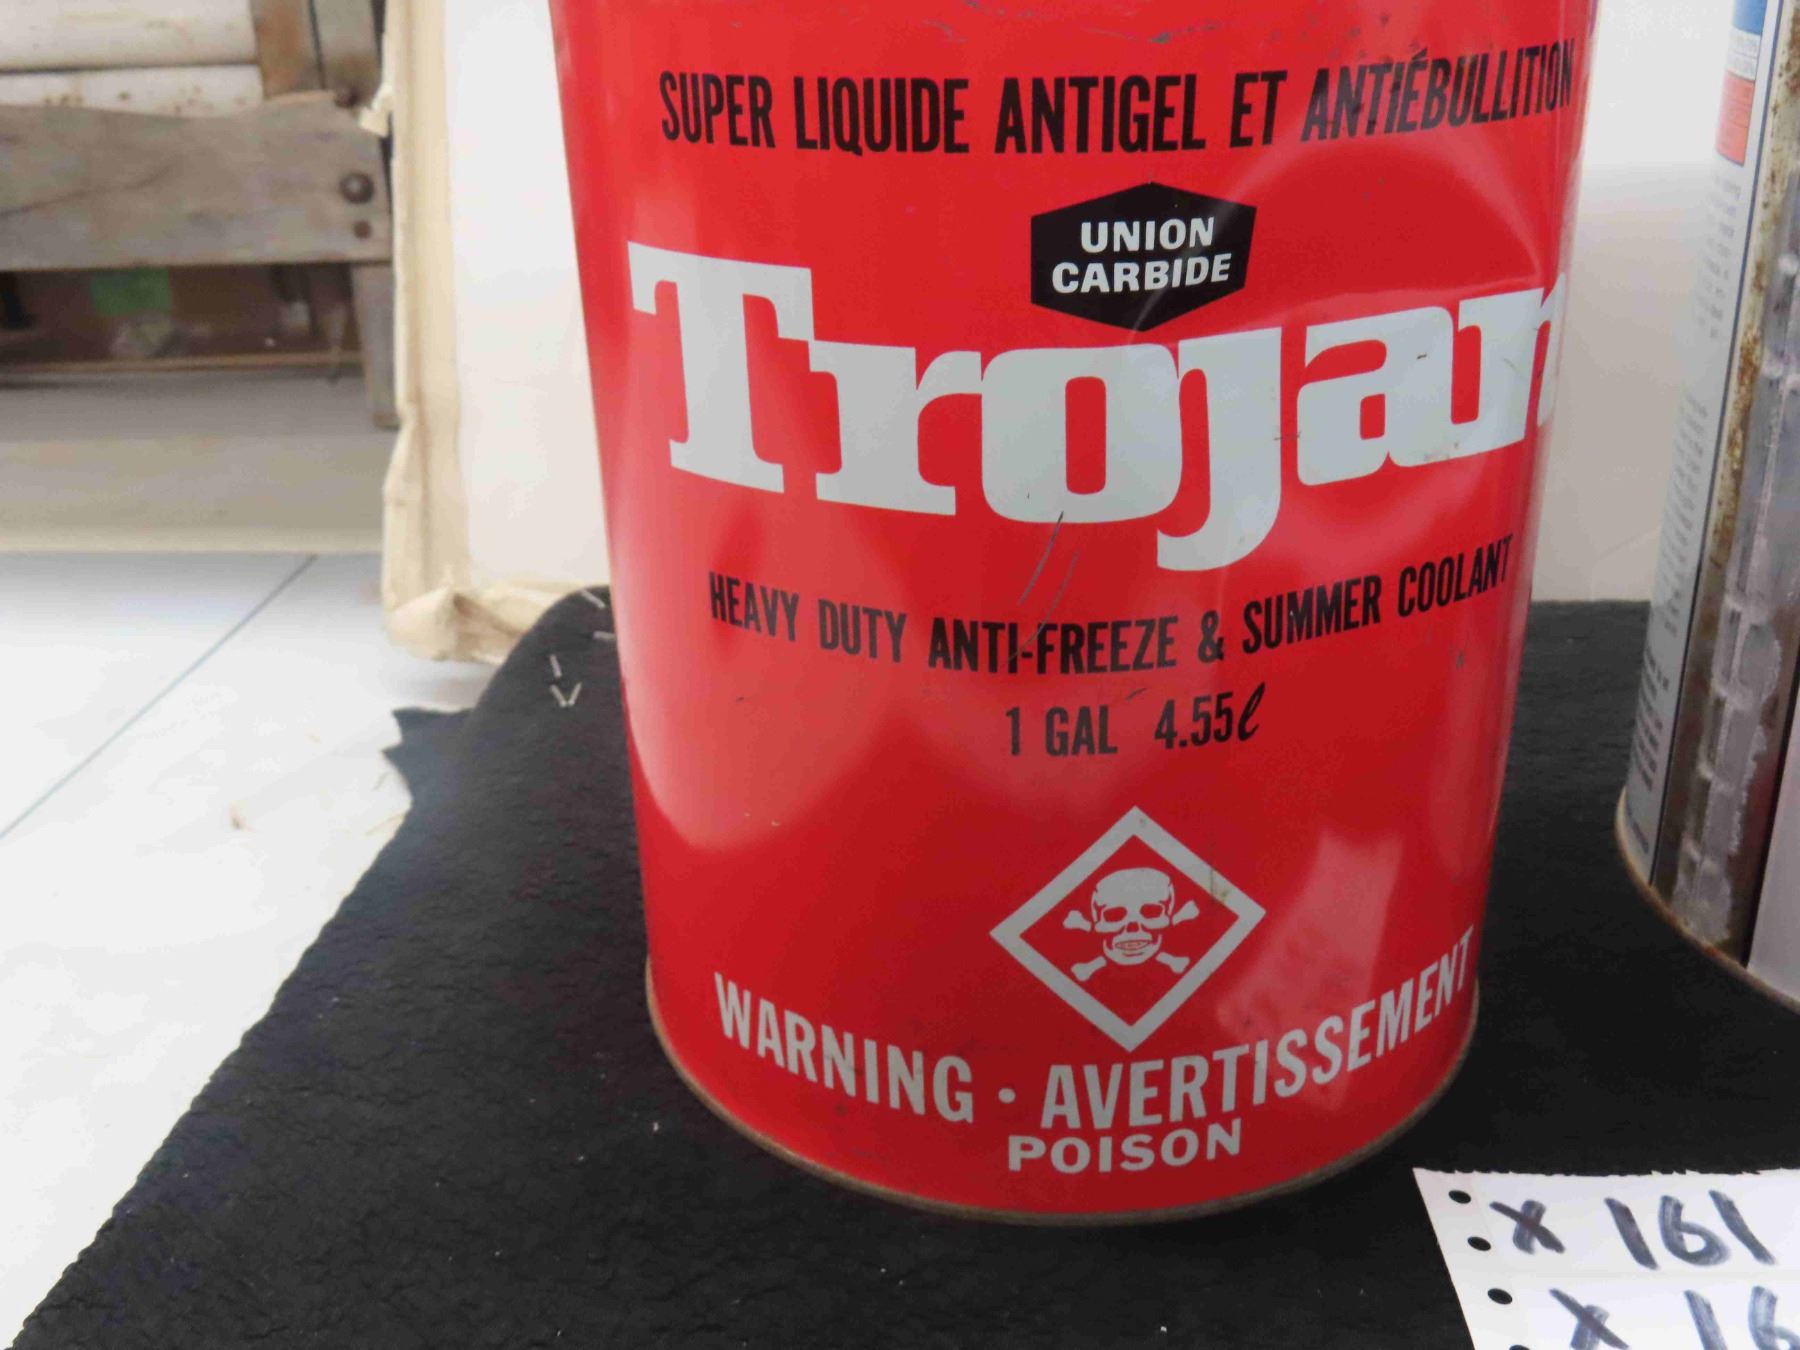 SUPER LIQUIDE ANTIGEL ET ANTIÉBULLITION
UNION
CARBIDE
Trojan
HEAVY DUTY ANTI-FREEZE & SUMMER COOLANT
1 GAL 4.55ℓ
WARNING · AVERTISSEMENT
POISON
X 161
X 16